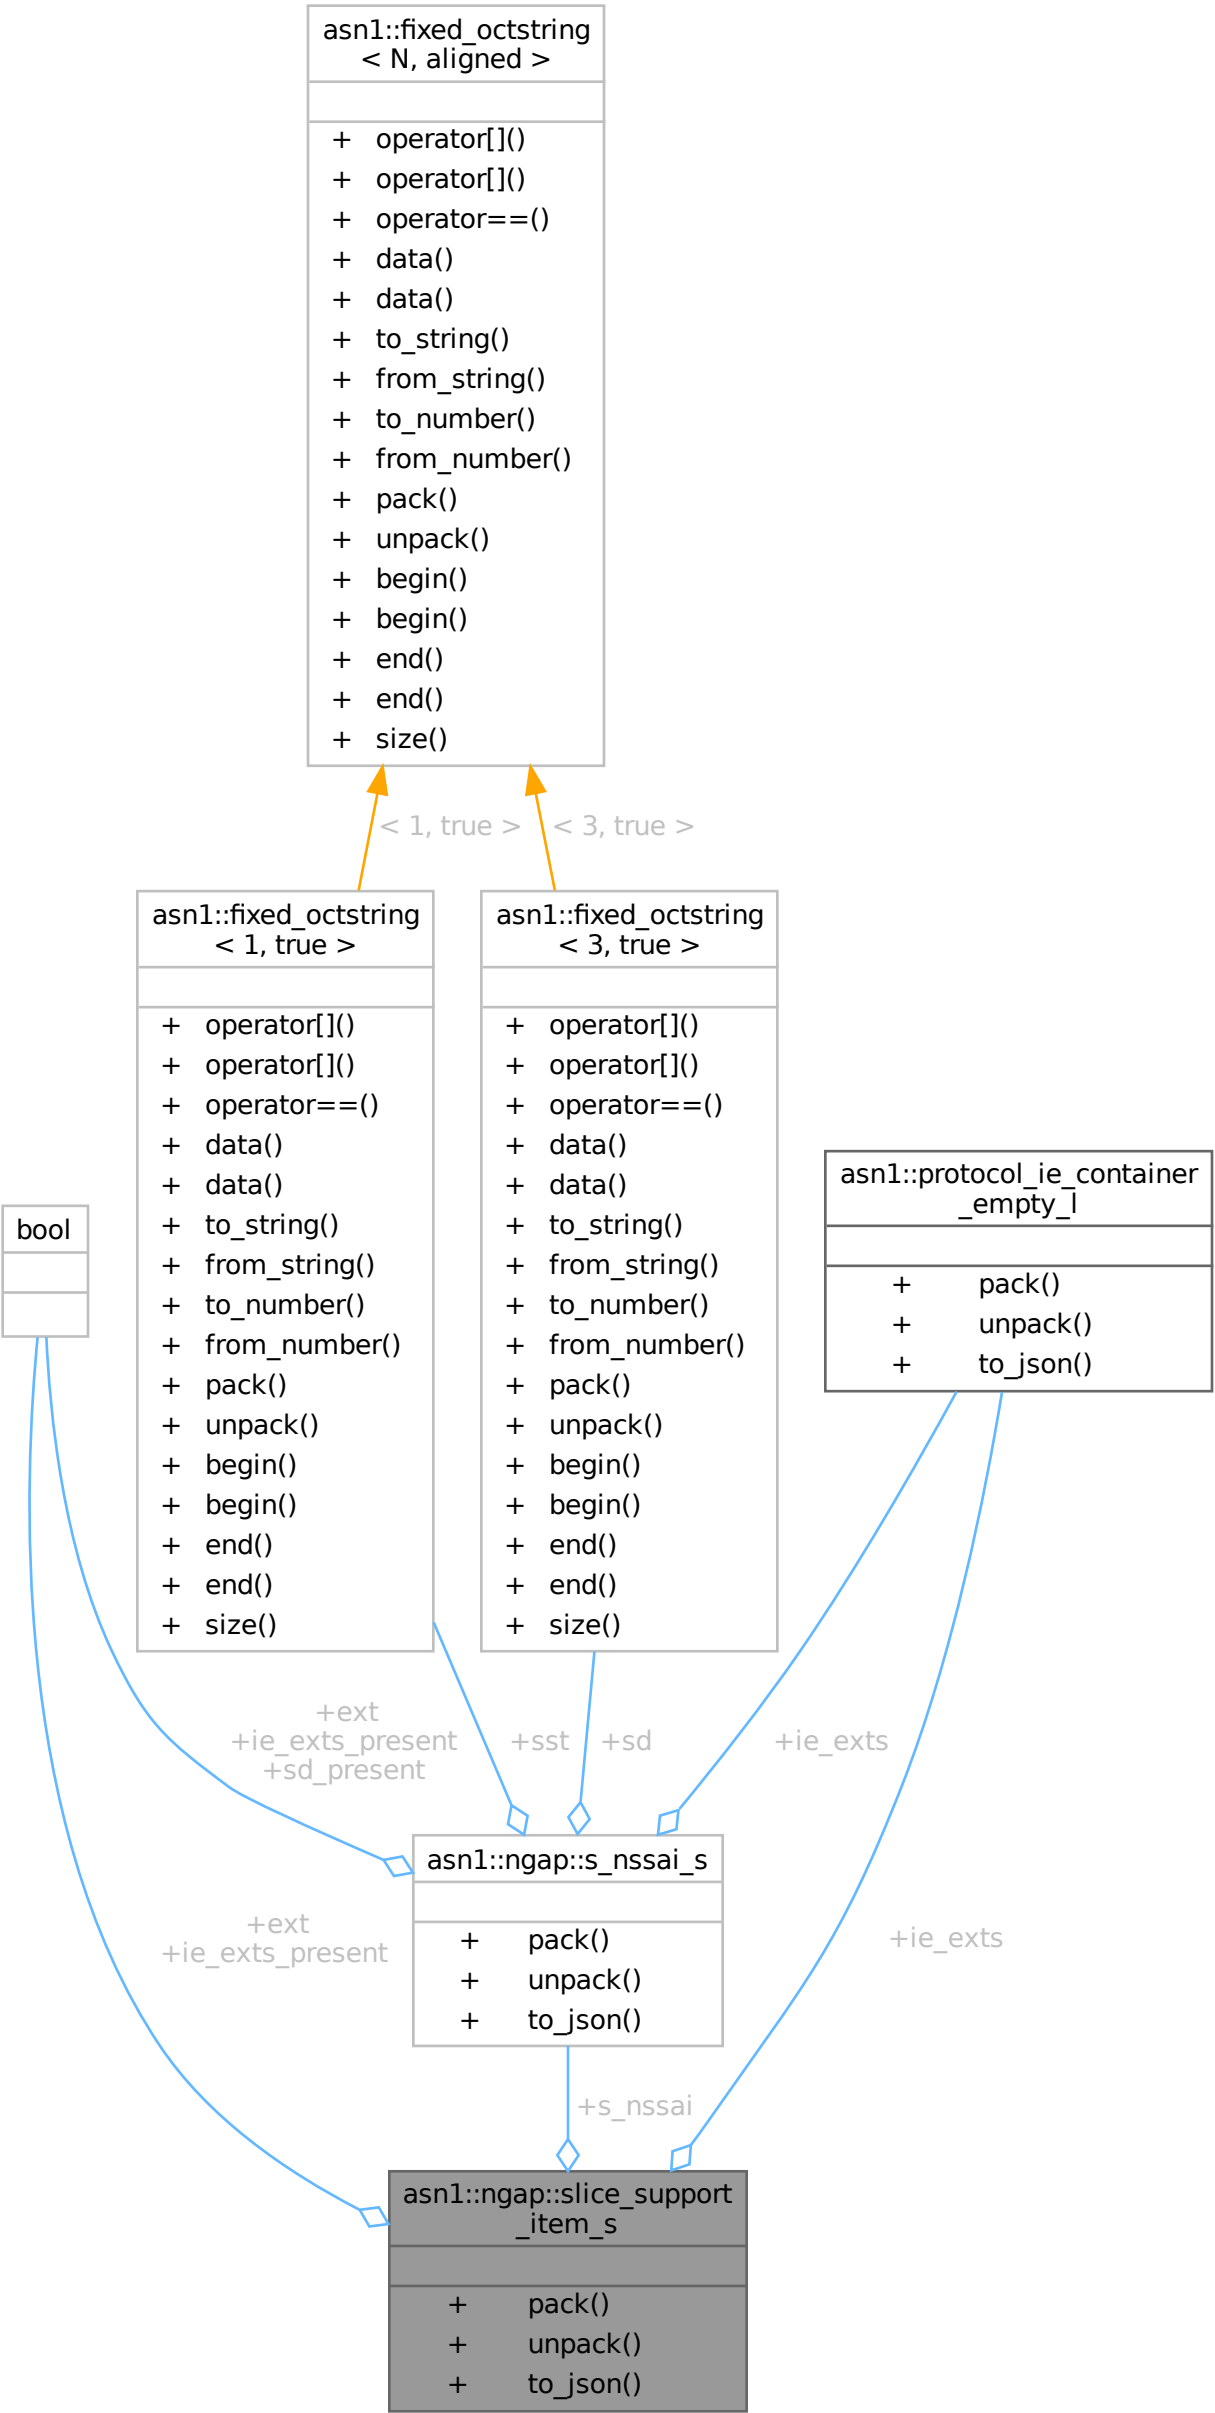 asn1::fixed_octstring
< N, aligned >
+ operator[]()
+ operator[]()
+ operator==()
+ data()
+ data()
+ to_string()
+ from_string()
+ to_number()
+ from_number()
+ pack()
+ unpack()
+ begin()
+ begin()
+ end()
+ end()
+ size()
< 1, true >
< 3, true >
asn1::fixed_octstring
< 1, true >
+ operator[]()
+ operator[]()
+ operator==()
+ data()
+ data()
+ to_string()
+ from_string()
+ to_number()
+ from_number()
+ pack()
+ unpack()
+ begin()
+ begin()
+ end()
+ end()
+ size()
asn1::fixed_octstring
< 3, true >
+ operator[]()
+ operator[]()
+ operator==()
+ data()
+ data()
+ to_string()
+ from_string()
+ to_number()
+ from_number()
+ pack()
+ unpack()
+ begin()
+ begin()
+ end()
+ end()
+ size()
asn1::protocol_ie_container
_empty_l
+ pack()
+ unpack()
+ to_json()
bool
+ext
+ie_exts_present
+sd_present
+sst
+sd
+ie_exts
asn1::ngap::s_nssai_s
+ pack()
+ unpack()
+ to_json()
+ext
+ie_exts_present
+ie_exts
+s_nssai
asn1::ngap::slice_support
_item_s
+ pack()
+ unpack()
+ to_json()